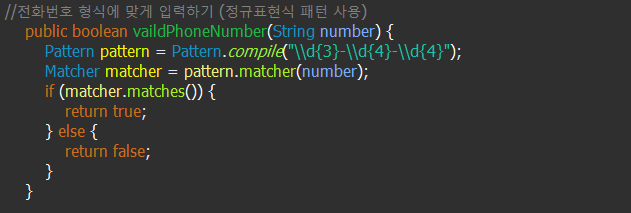 //전화번호 형식에 맞게 입력하기 (정규표현식 패턴 사용)
public boolean vaildPhoneNumber(String number) {
Pattern pattern = Pattern.compile("\\d{3}-\\d{4}-\\d{4}");
Matcher matcher = pattern.matcher(number);
if (matcher.matches()) {
return true;
} else {
return false;
}
}